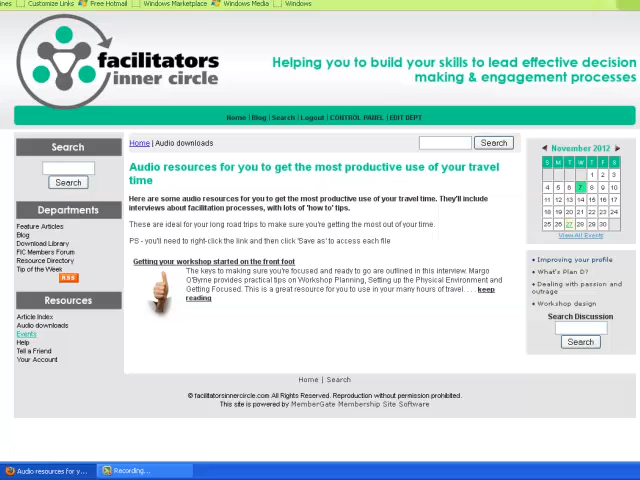 ines Customize Links Free Hotmail Windows Marketplace Windows Media Windows
facilitators
inner circle
Helping you to build your skills to lead effective decision
making & engagement processes
Home | Blog | Search | Logout | CONTROL PANEL | EDIT DEPT
Search
Search
Departments
Feature Articles
Blog
Download Library
FIC Members Forum
Resource Directory
Tip of the Week
RSS
Resources
Article Index
Audio downloads
Events
Help
Tell a Friend
Your Account
Home | Audio downloads
Search
Audio resources for you to get the most productive use of your travel
time
Here are some audio resources for you to get the most productive use of your travel time. They'll include
interviews about facilitation processes, with lots of 'how to' tips.
These are ideal for your long road trips to make sure you're getting the most out of your time.
PS - you'll need to right-click the link and then click 'Save as' to access each file
Getting your workshop started on the front foot
The keys to making sure you're focused and ready to go are outlined in this interview. Margo
O'Byrne provides practical tips on Workshop Planning, Setting up the Physical Environment and
Getting Focused. This is a great resource for you to use in your many hours of travel. . . . keep
reading
November 2012
S M T W T F S
1 2 3
4 5 6 7 8 9 10
11 12 13 14 15 16 17
18 19 20 21 22 23 24
25 26 27 28 29 30
View All Events
• Improving your profile
• What's Plan D?
• Dealing with passion and
outrage
• Workshop design
Search Discussion
Search
Home | Search
© facilitatorsinnercircle.com All Rights Reserved. Reproduction without permission prohibited.
This site is powered by MemberGate Membership Site Software
Audio resources for y...
Recording...